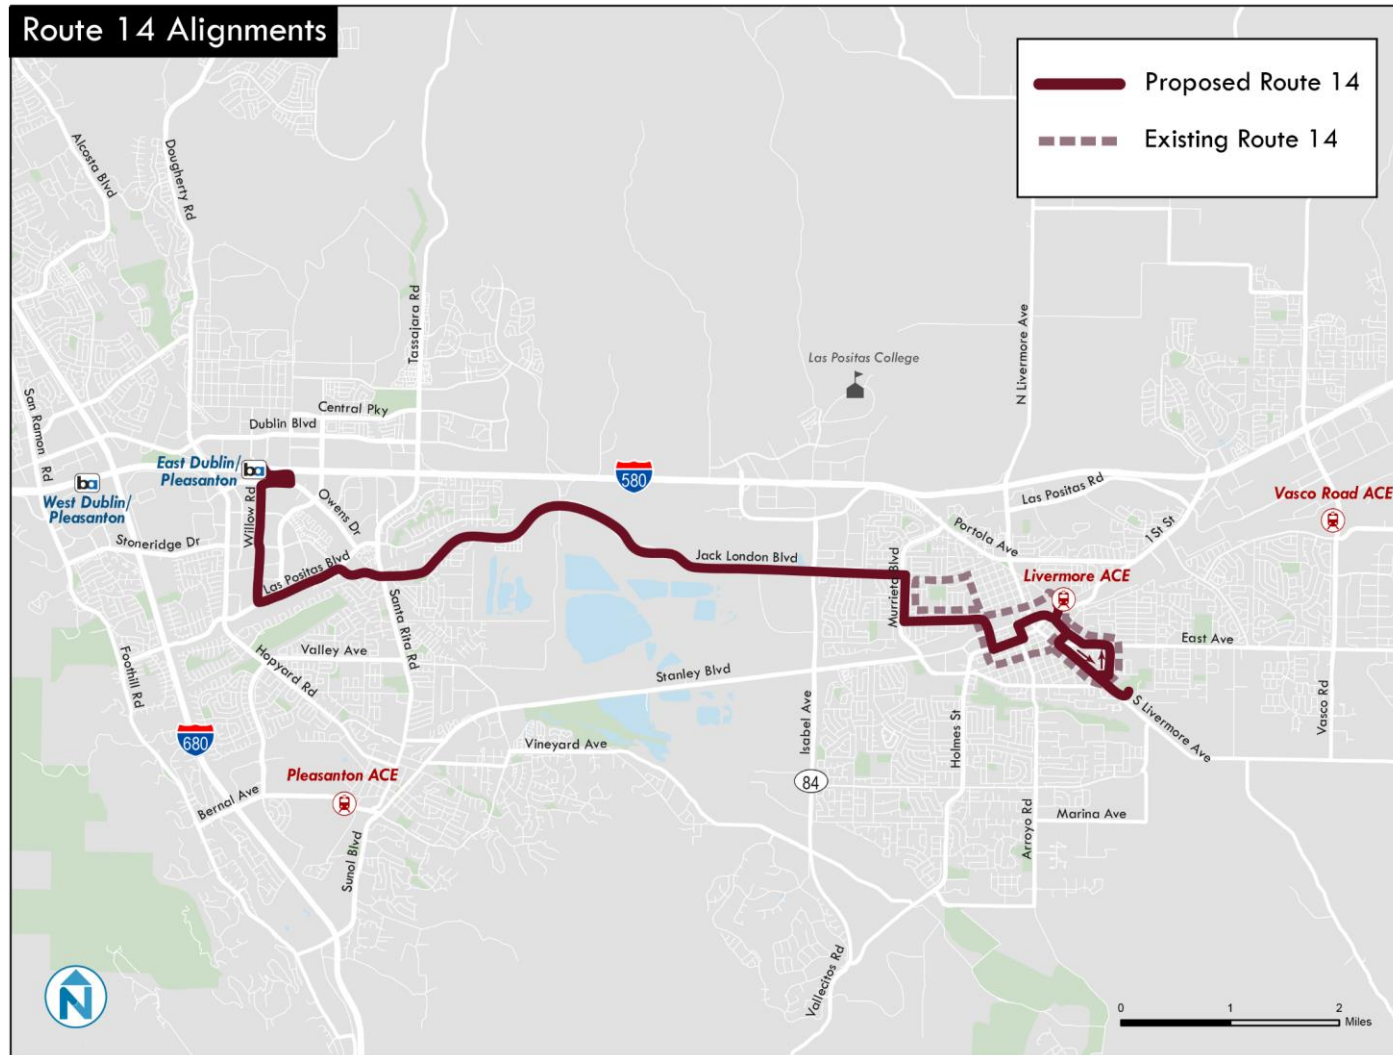 Route 14 Alignments
Proposed Route 14
Existing Route 14
Alcosta Blvd
Dougherty Rd
Tassajara Rd
N Livermore Ave
Las Positas College
San Ramon Rd
Central Pky
Dublin Blvd
East Dublin/
Pleasanton
ba
ba
West Dublin/
Pleasanton
580
Las Positas Rd
Vasco Road ACE
Owens Dr
Willow Rd
Stoneridge Dr
Portola Ave
1St St
Las Positas Blvd
Jack London Blvd
Murrieta Blvd
Livermore ACE
Santa Rita Rd
East Ave
Foothill Rd
Hopyard Rd
Valley Ave
Stanley Blvd
S Livermore Ave
Isabel Ave
Holmes St
Vasco Rd
680
Vineyard Ave
Pleasanton ACE
84
Bernal Ave
Arroyo Rd
Marina Ave
Sunol Blvd
Vallecitos Rd
N
0 1 2
Miles